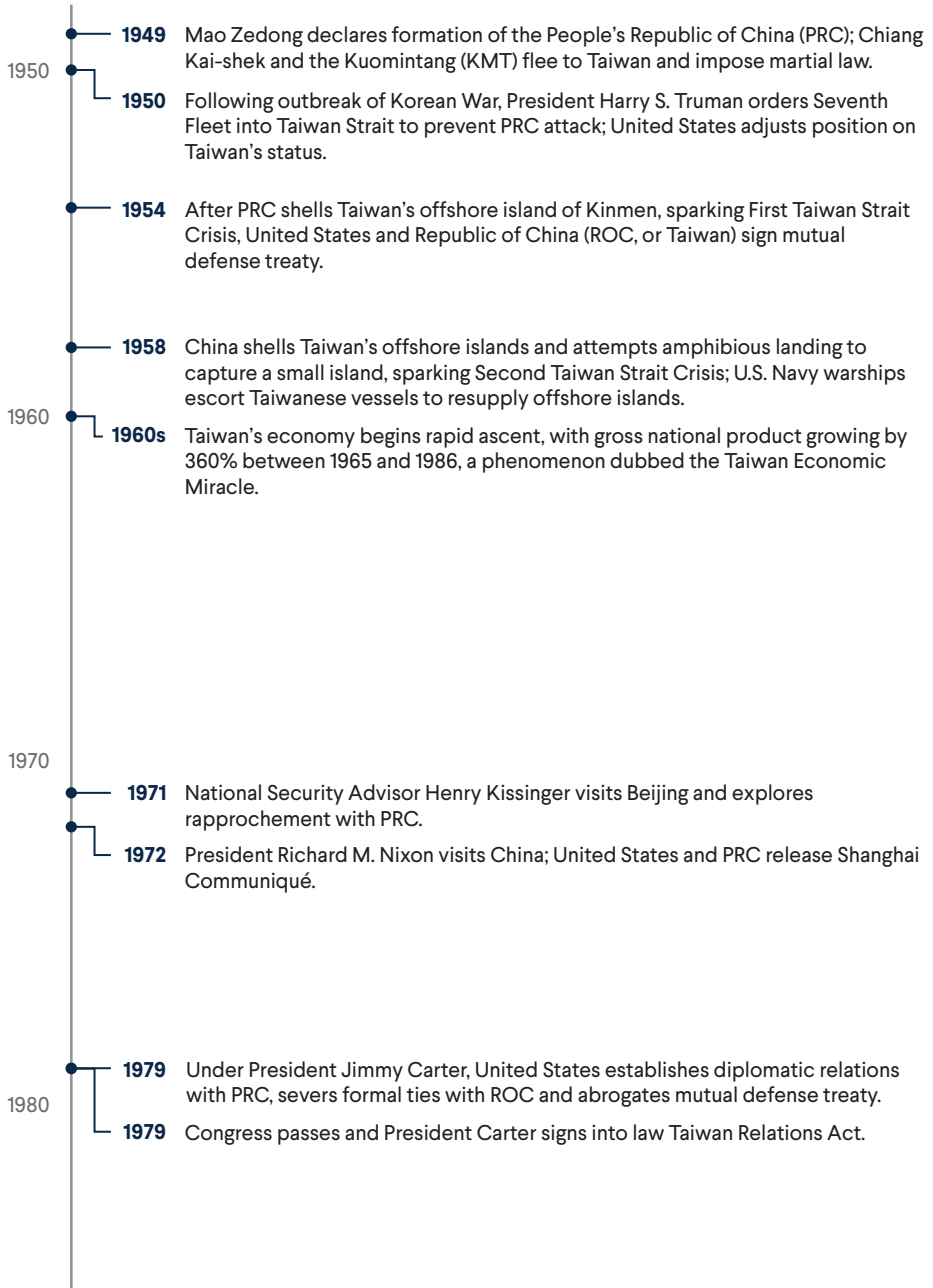 1949 Mao Zedong declares formation of the People’s Republic of China (PRC); Chiang
Kai-shek and the Kuomintang (KMT) flee to Taiwan and impose martial law.
1950
1950 Following outbreak of Korean War, President Harry S. Truman orders Seventh
Fleet into Taiwan Strait to prevent PRC attack; United States adjusts position on
Taiwan’s status.
1954 After PRC shells Taiwan’s offshore island of Kinmen, sparking First Taiwan Strait
Crisis, United States and Republic of China (ROC, or Taiwan) sign mutual
defense treaty.
1958 China shells Taiwan’s offshore islands and attempts amphibious landing to
capture a small island, sparking Second Taiwan Strait Crisis; U.S. Navy warships
escort Taiwanese vessels to resupply offshore islands.
1960
1960s Taiwan’s economy begins rapid ascent, with gross national product growing by
360% between 1965 and 1986, a phenomenon dubbed the Taiwan Economic
Miracle.
1970
1971 National Security Advisor Henry Kissinger visits Beijing and explores
rapprochement with PRC.
1972 President Richard M. Nixon visits China; United States and PRC release Shanghai
Communiqué.
1979 Under President Jimmy Carter, United States establishes diplomatic relations
with PRC, severs formal ties with ROC and abrogates mutual defense treaty.
1980
1979 Congress passes and President Carter signs into law Taiwan Relations Act.